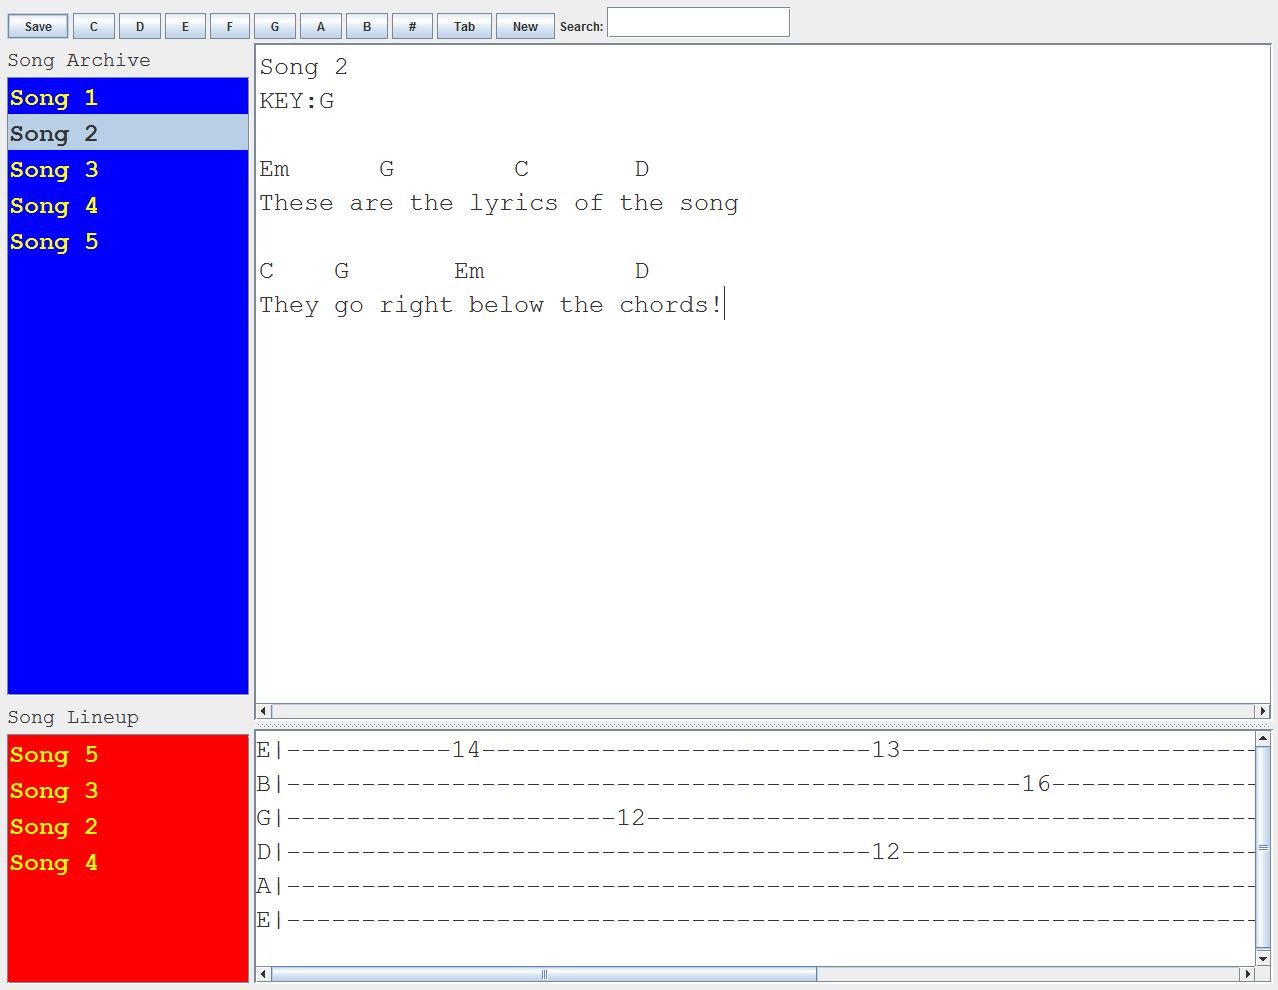 Save C D E F G A B # Tab New Search:
Song Archive
Song 1
Song 2
Song 3
Song 4
Song 5
Song Lineup
Song 5
Song 3
Song 2
Song 4
Song 2
KEY:G
Em      G        C       D
These are the lyrics of the song
C    G       Em          D
They go right below the chords!
E|-----------14--------------------------13------------------------
B|-------------------------------------------------16--------------
G|----------------------12-----------------------------------------
D|---------------------------------------12------------------------
A|-----------------------------------------------------------------
E|-----------------------------------------------------------------